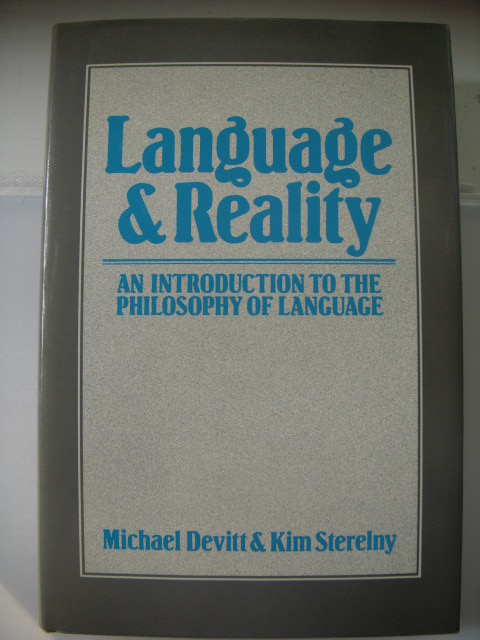 Language
& Reality
AN INTRODUCTION TO THE
PHILOSOPHY OF LANGUAGE
Michael Devitt & Kim Sterelny